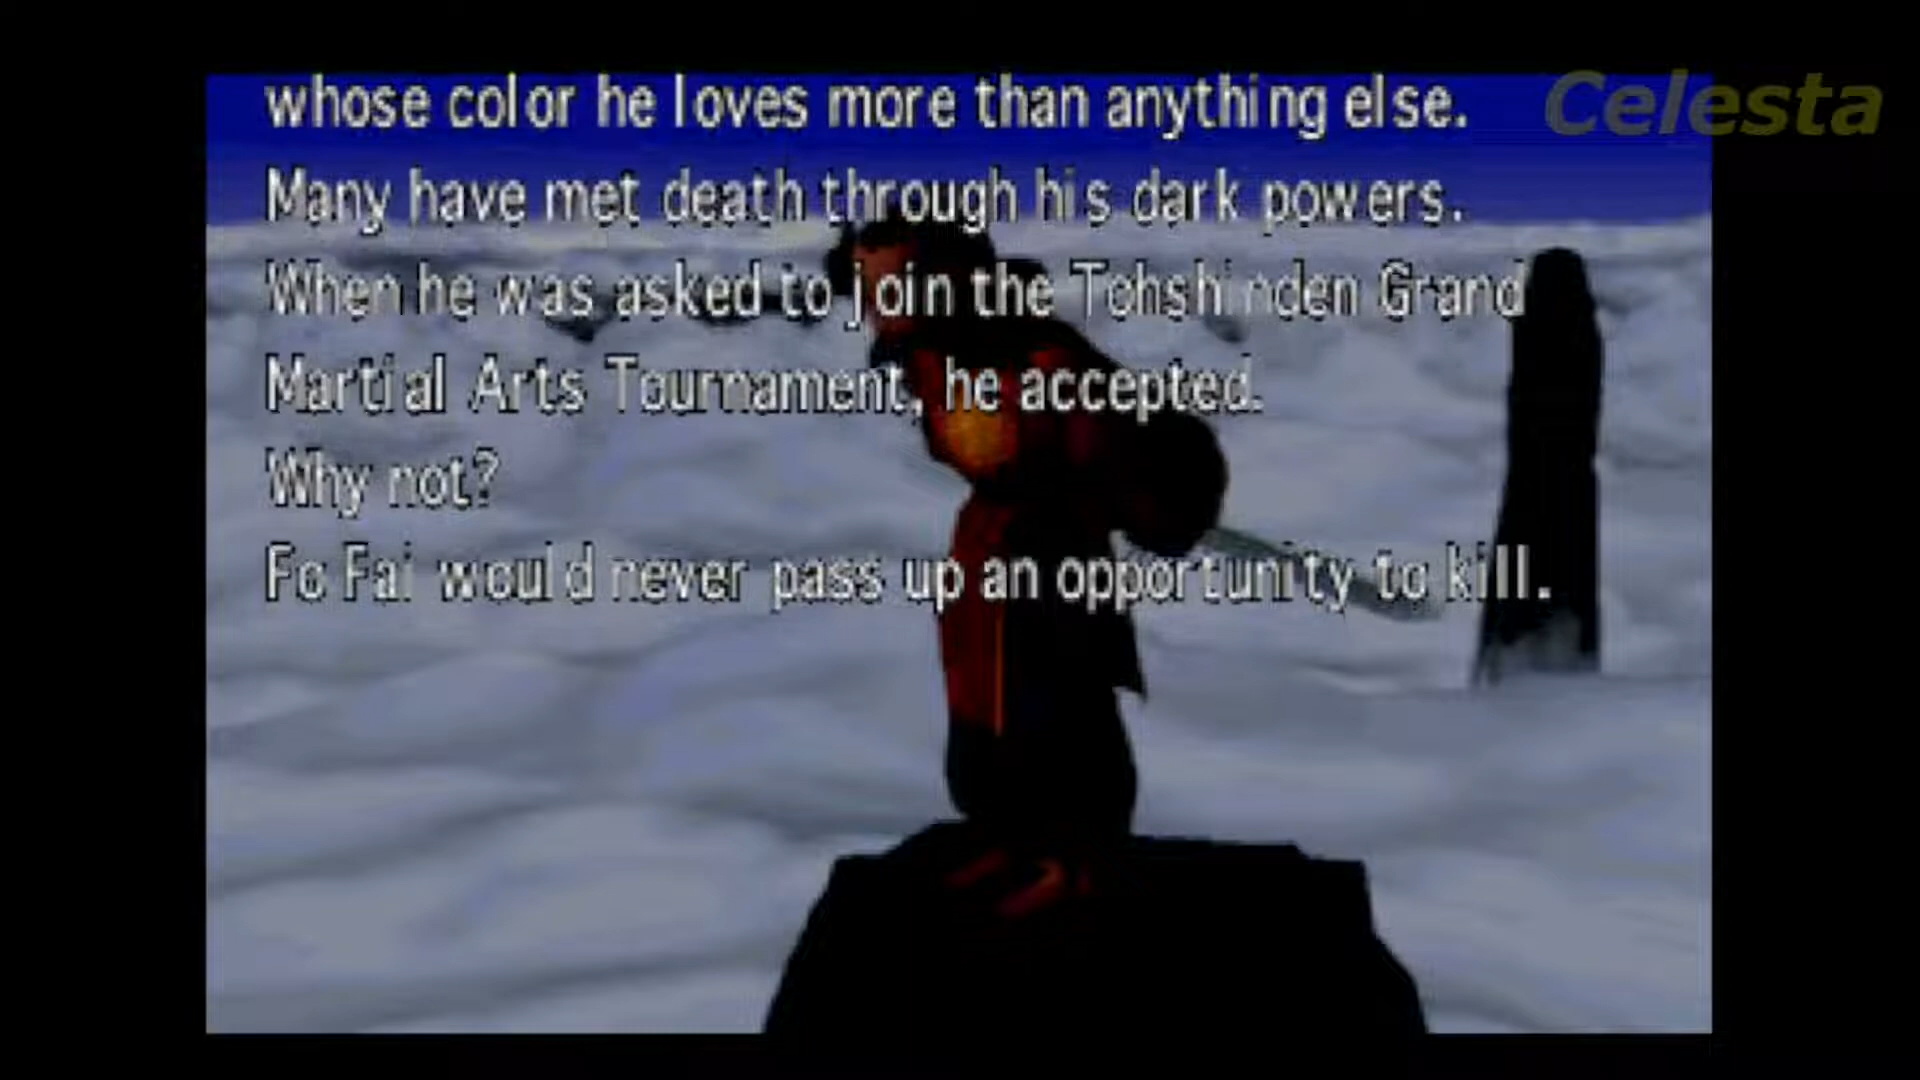 whose color he loves more than anything else.
Many have met death through his dark powers.
When he was asked to join the Tohshinden Grand
Martial Arts Tournament, he accepted.
Why not?
Fo Fai would never pass up an opportunity to kill.
Celesta